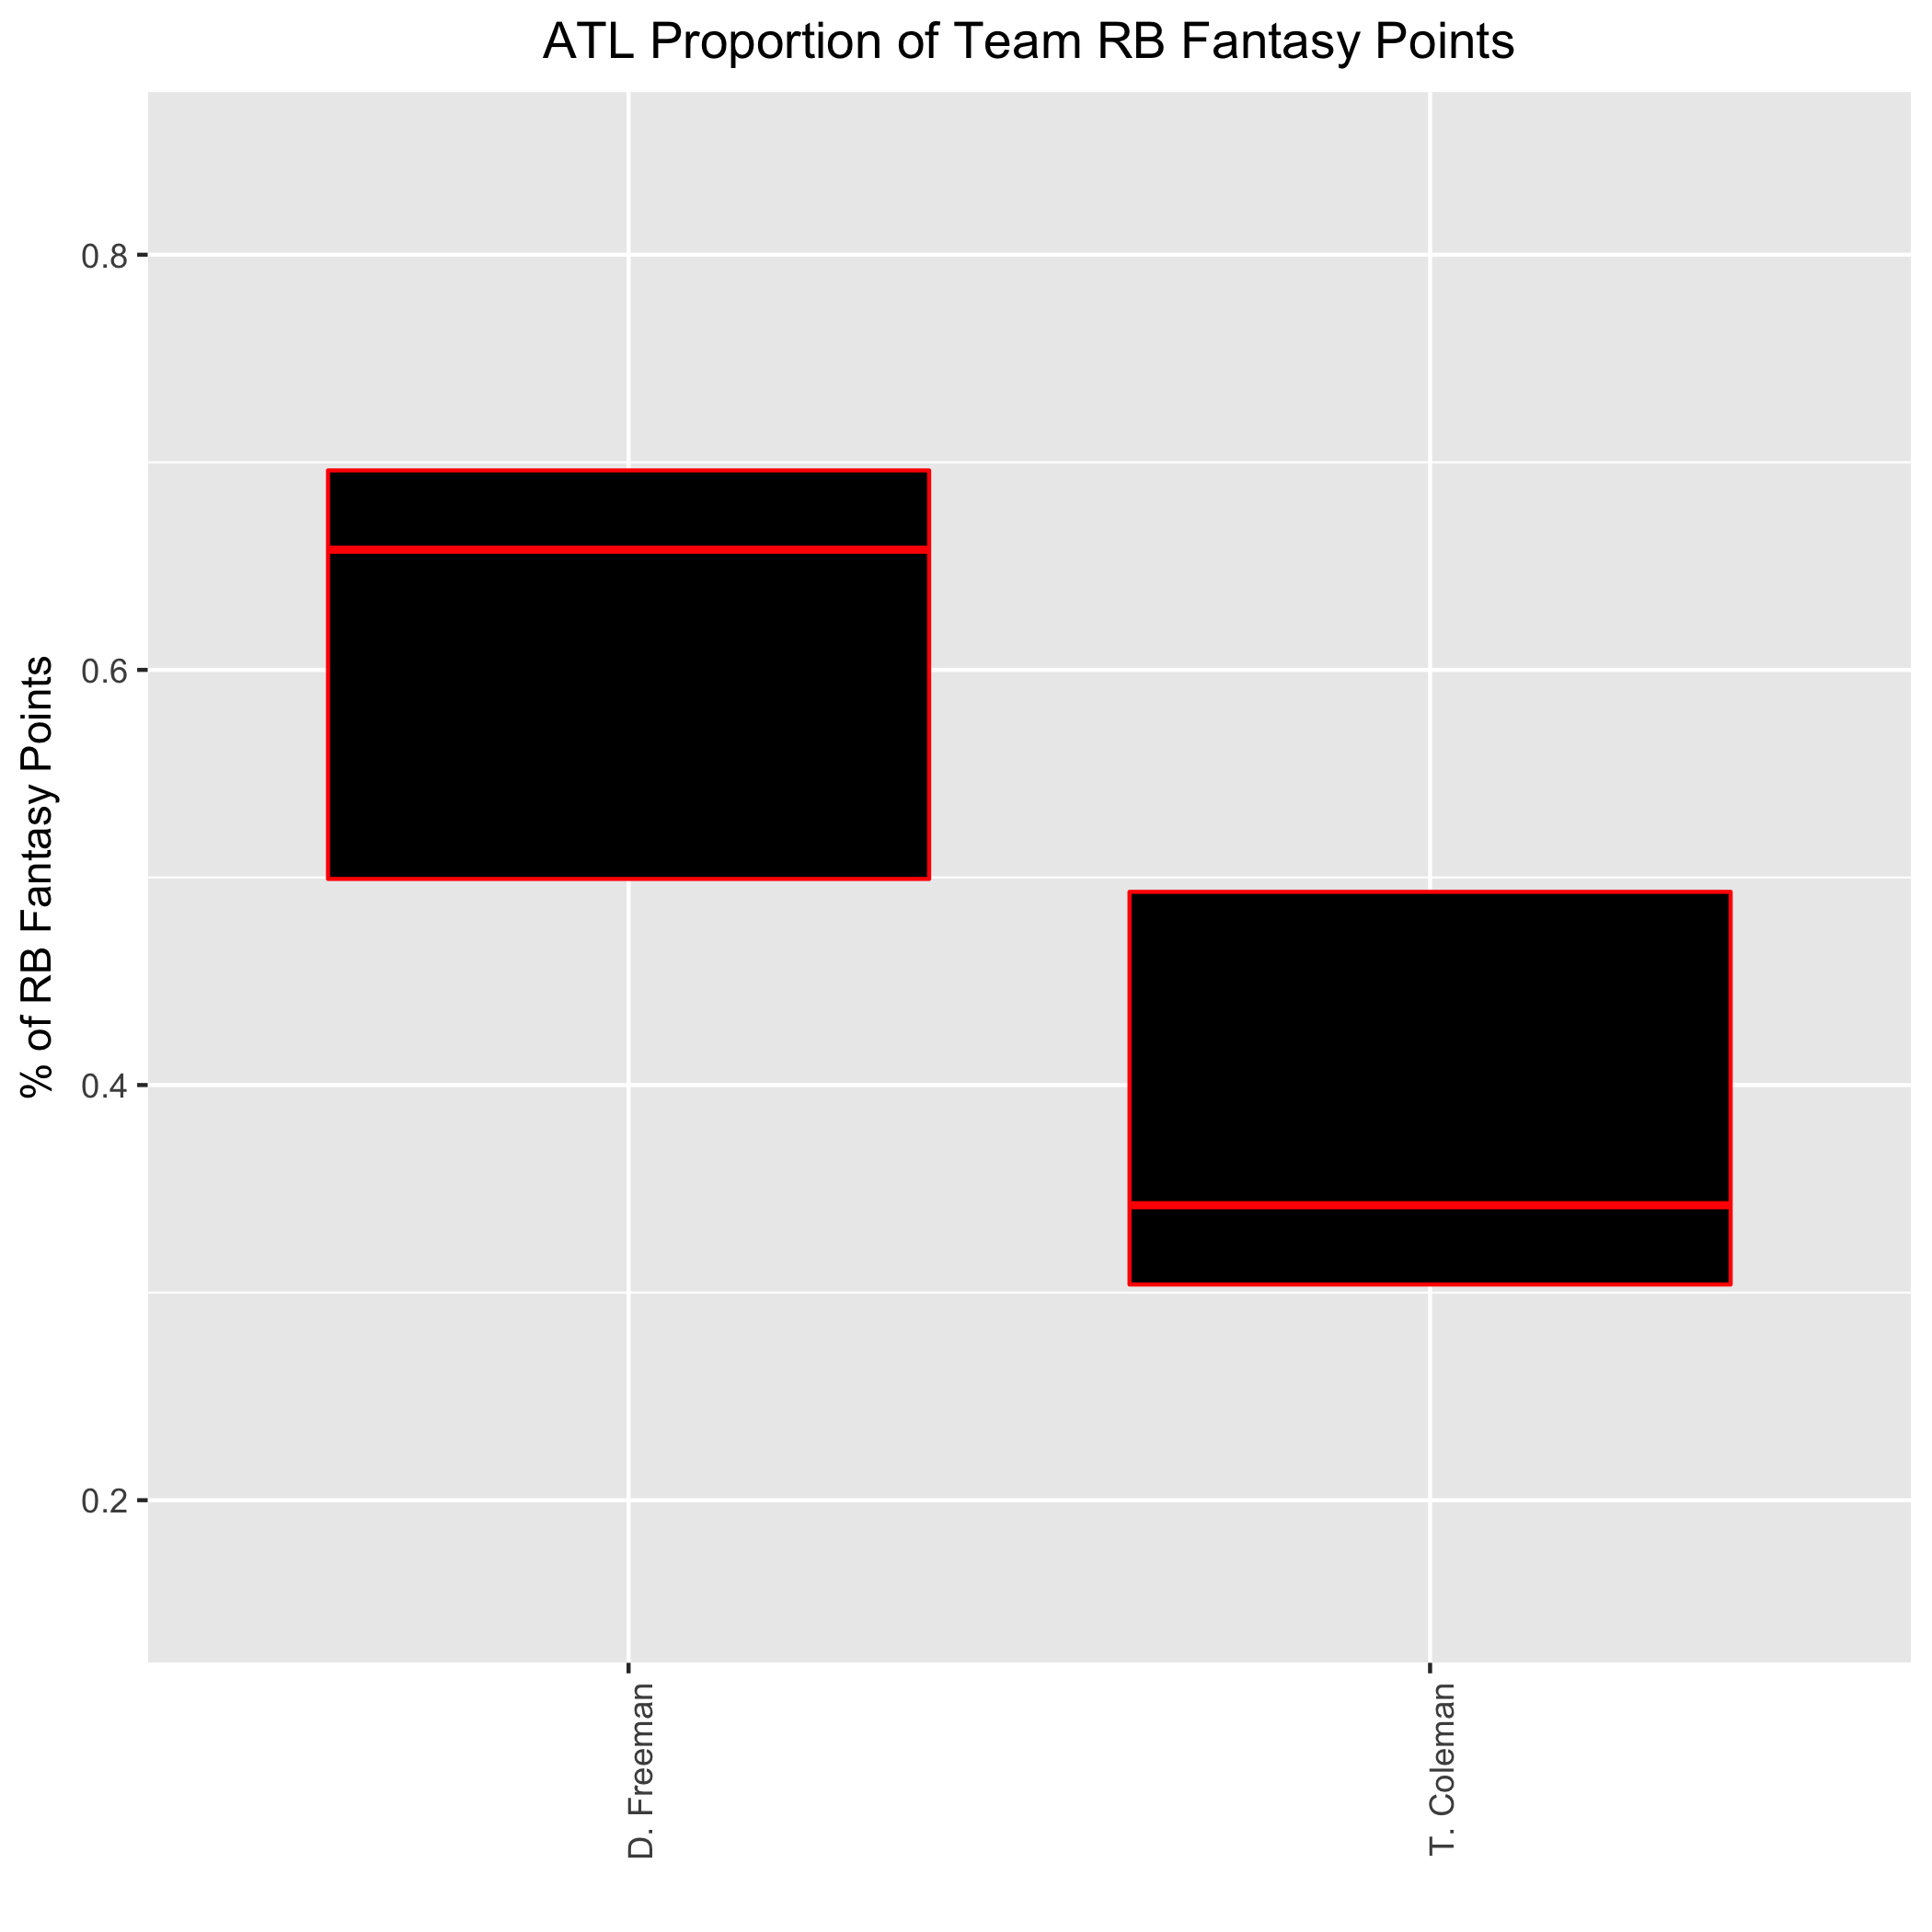 ATL Proportion of Team RB Fantasy Points
% of RB Fantasy Points
0.8
0.6
0.4
0.2
D. Freeman
T. Coleman